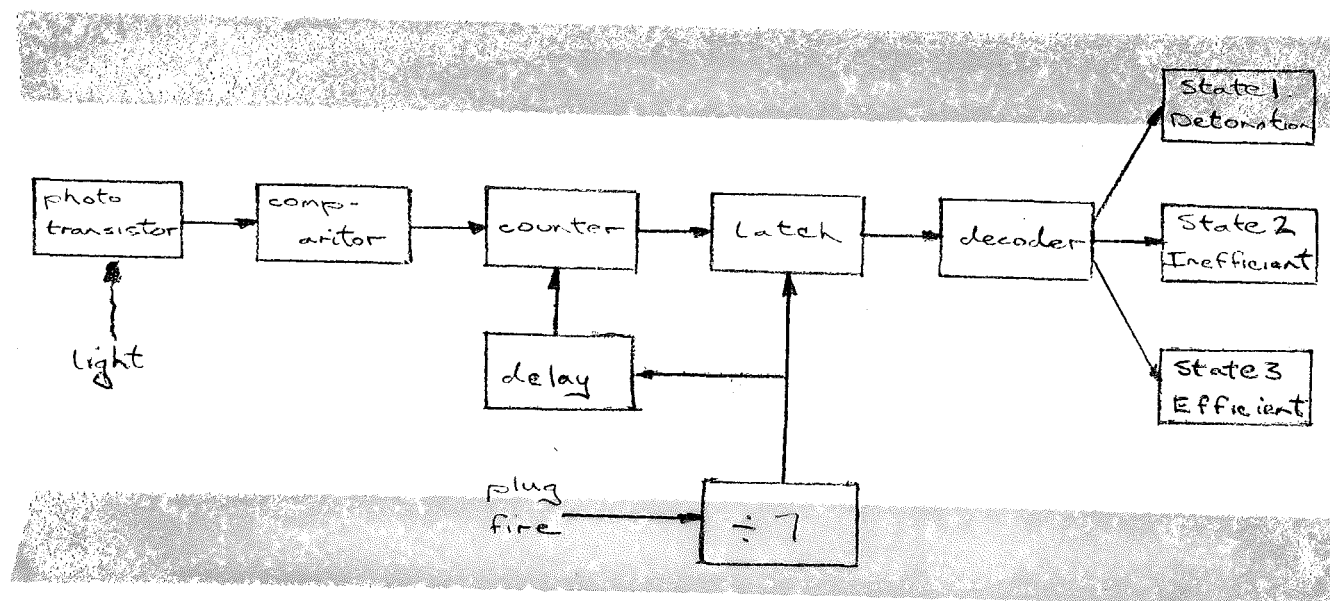 State 1
Detonation
photo
transistor
comp-
aritor
counter
Latch
decoder
State 2
Inefficient
light
delay
State 3
Efficient
plug
fire
÷ 7